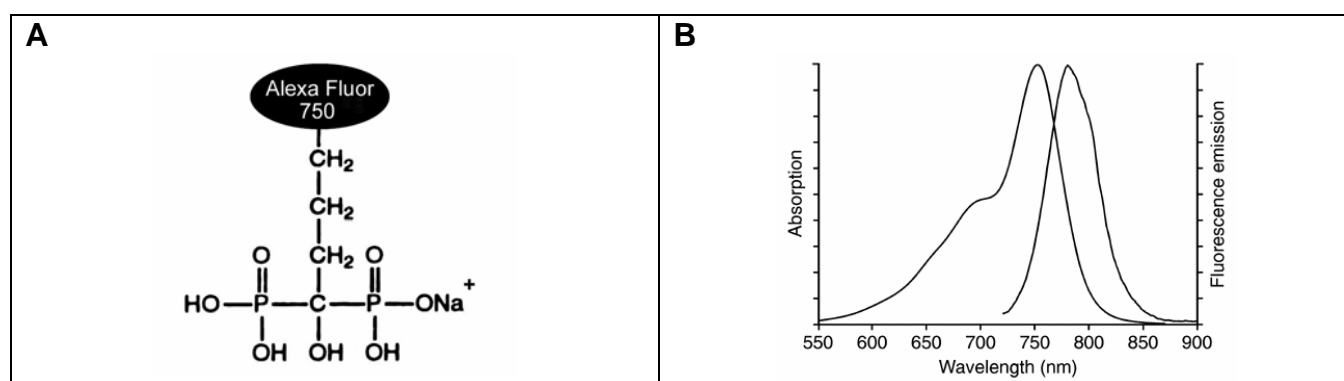 A
Alexa Fluor
750
CH2
CH2
CH2
O
O
HO
P
C
P
ONa+
OH
OH
OH
B
Absorption
Fluorescence emission
550 600 650 700 750 800 850 900
Wavelength (nm)